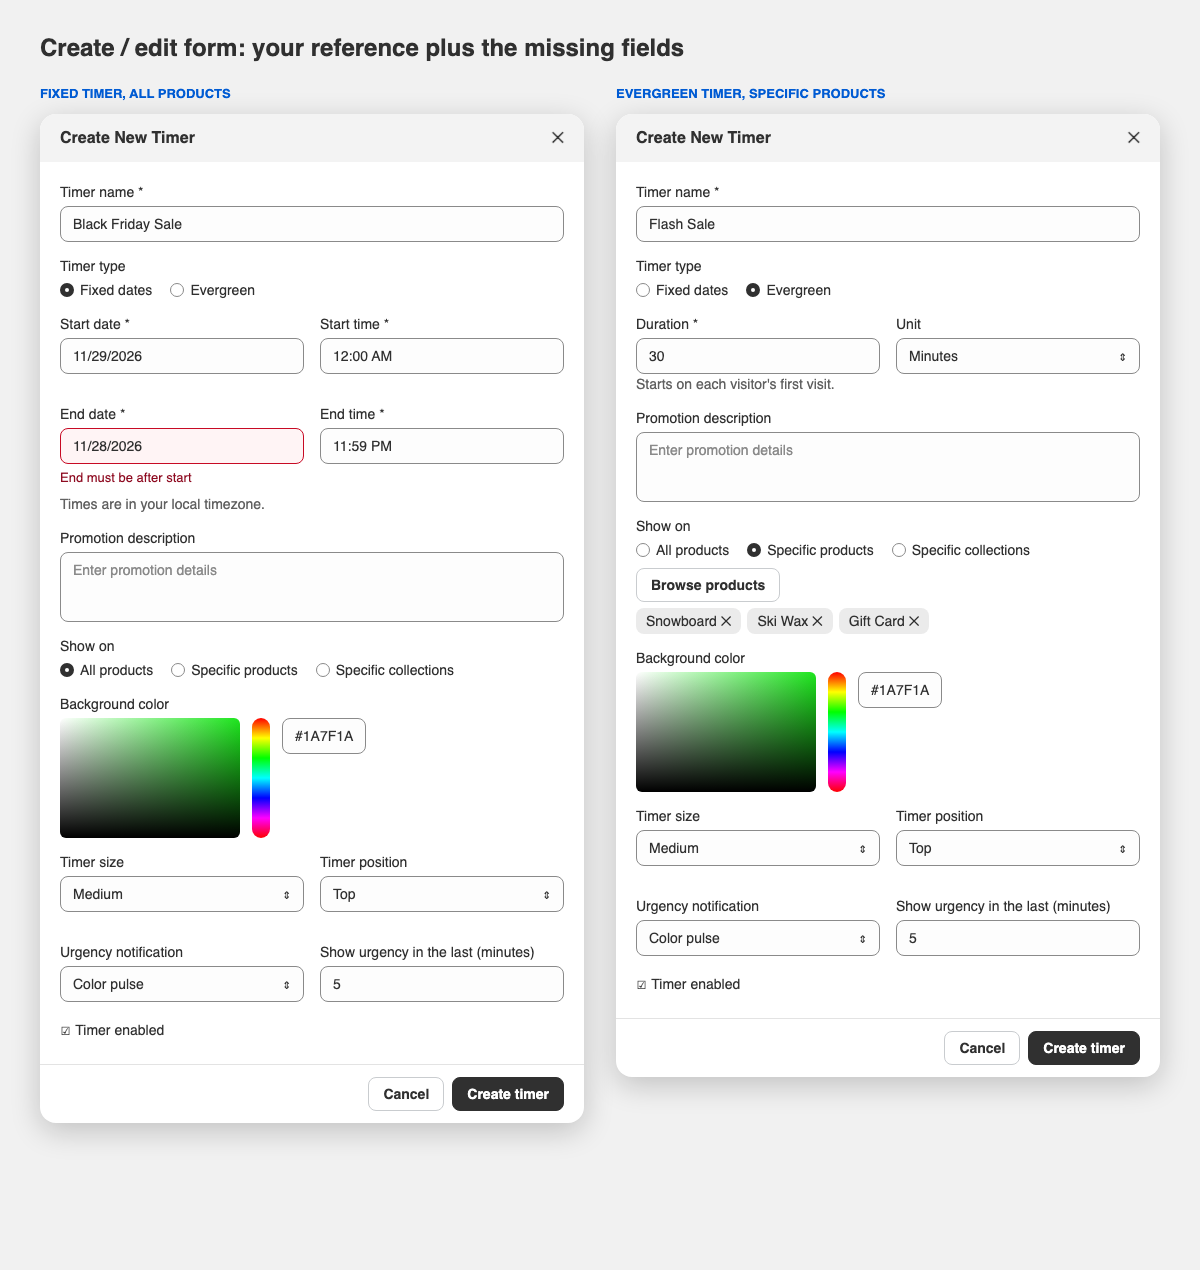 Create / edit form: your reference plus the missing fields
FIXED TIMER, ALL PRODUCTS
Create New Timer
Timer name *
Black Friday Sale
Timer type
Fixed dates Evergreen
Start date * Start time *
11/29/2026 12:00 AM
End date * End time *
11/28/2026 11:59 PM
End must be after start
Times are in your local timezone.
Promotion description
Enter promotion details
Show on
All products Specific products Specific collections
Background color
#1A7F1A
Timer size Timer position
Medium Top
Urgency notification Show urgency in the last (minutes)
Color pulse 5
Timer enabled
Cancel Create timer
EVERGREEN TIMER, SPECIFIC PRODUCTS
Create New Timer
Timer name *
Flash Sale
Timer type
Fixed dates Evergreen
Duration * Unit
30 Minutes
Starts on each visitor's first visit.
Promotion description
Enter promotion details
Show on
All products Specific products Specific collections
Browse products
Snowboard Ski Wax Gift Card
Background color
#1A7F1A
Timer size Timer position
Medium Top
Urgency notification Show urgency in the last (minutes)
Color pulse 5
Timer enabled
Cancel Create timer